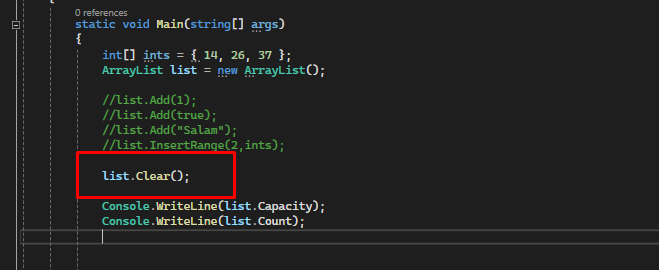 {
0 references
static void Main(string[] args)
{
int[] ints = { 14, 26, 37 };
ArrayList list = new ArrayList();
//list.Add(1);
//list.Add(true);
//list.Add("Salam");
//list.InsertRange(2,ints);
list.Clear();
Console.WriteLine(list.Capacity);
Console.WriteLine(list.Count);